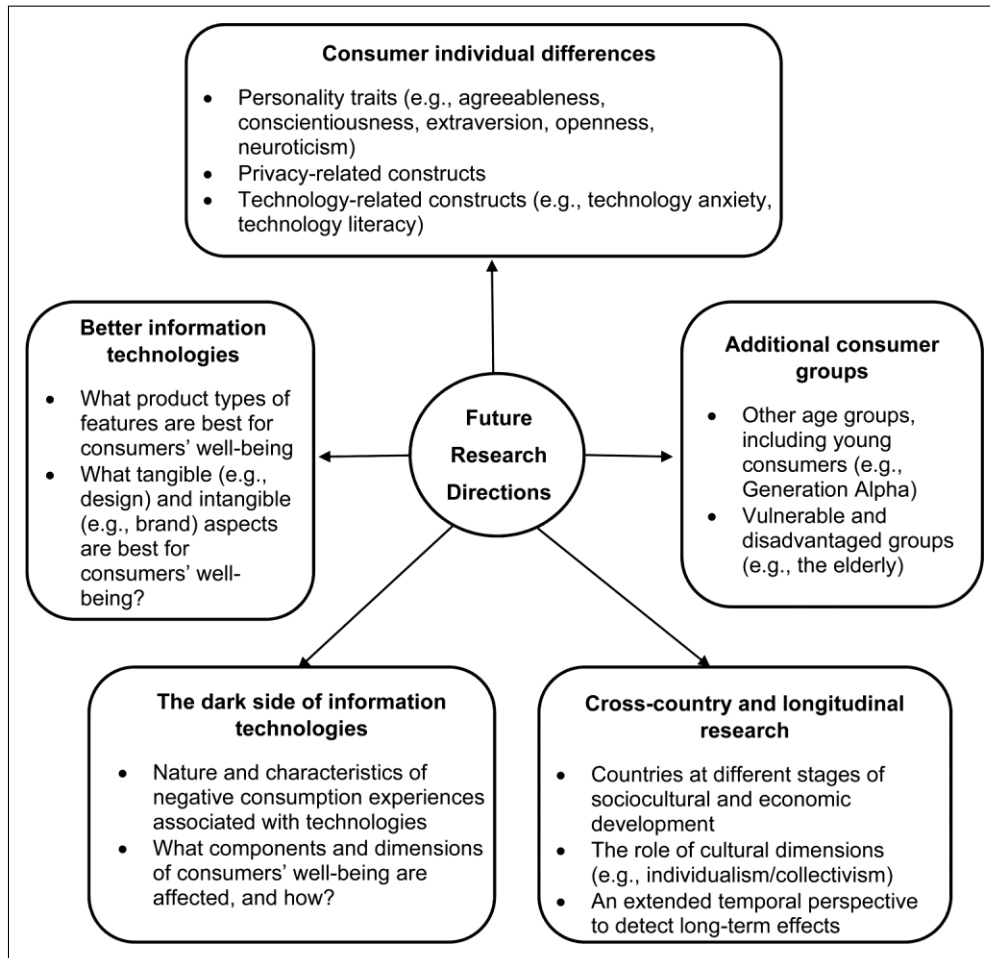 Consumer individual differences
• Personality traits (e.g., agreeableness,
conscientiousness, extraversion, openness,
neuroticism)
• Privacy-related constructs
• Technology-related constructs (e.g., technology anxiety,
technology literacy)
Better information
technologies
• What product types of
features are best for
consumers’ well-being
• What tangible (e.g.,
design) and intangible
(e.g., brand) aspects
are best for
consumers’ well-
being?
Future
Research
Directions
Additional consumer
groups
• Other age groups,
including young
consumers (e.g.,
Generation Alpha)
• Vulnerable and
disadvantaged groups
(e.g., the elderly)
The dark side of information
technologies
• Nature and characteristics of
negative consumption experiences
associated with technologies
• What components and dimensions
of consumers’ well-being are
affected, and how?
Cross-country and longitudinal
research
• Countries at different stages of
sociocultural and economic
development
• The role of cultural dimensions
(e.g., individualism/collectivism)
• An extended temporal perspective
to detect long-term effects